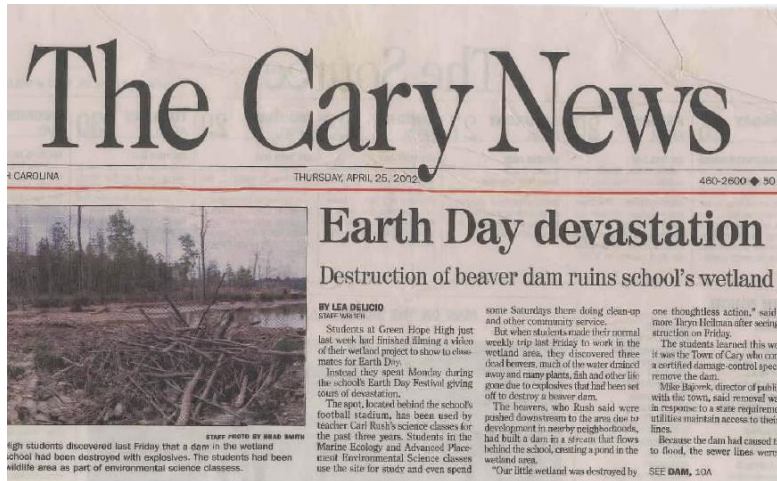 The Cary News
CAROLINA
THURSDAY, APRIL 25, 2002
460-2600 ◆ 50
Earth Day devastation
Destruction of beaver dam ruins school's wetland
STAFF PHOTO BY BRAD SMITH
High students discovered last Friday that a dam in the wetland
school had been destroyed with explosives. The students had been
wildlife area as part of environmental science classess.
BY LEA DELICIO
STAFF WRITER
Students at Green Hope High just
last week had finished filming a video
of their wetland project to show to class-
mates for Earth Day.
Instead they spent Monday during
the school's Earth Day Festival giving
tours of devastation.
The spot, located behind the school's
football stadium, has been used by
teacher Carl Rush's science classes for
the past three years. Students in the
Marine Ecology and Advanced Place-
ment Environmental Science classes
use the site for study and even spend
some Saturdays there doing clean-up
and other community service.
But when students made their normal
weekly trip last Friday to work in the
wetland area, they discovered three
dead beavers, much of the water drained
away and many plants, fish and other life
gone due to explosives that had been set
off to destroy a beaver dam.
The beavers, who Rush said were
pushed downstream to the area due to
development in nearby neighborhoods,
had built a dam in a stream that flows
behind the school, creating a pond in the
wetland area.
"Our little wetland was destroyed by
one thoughtless action," said
more Taryn Heilman after seeing
struction on Friday.
The students learned this we
it was the Town of Cary who con
a certified damage-control spec
remove the dam.
Mike Bajorek, director of publi
with the town, said removal wa
in response to a state requireme
utilities maintain access to their
lines.
Because the dam had caused t
to flood, the sewer lines were
SEE DAM, 10A